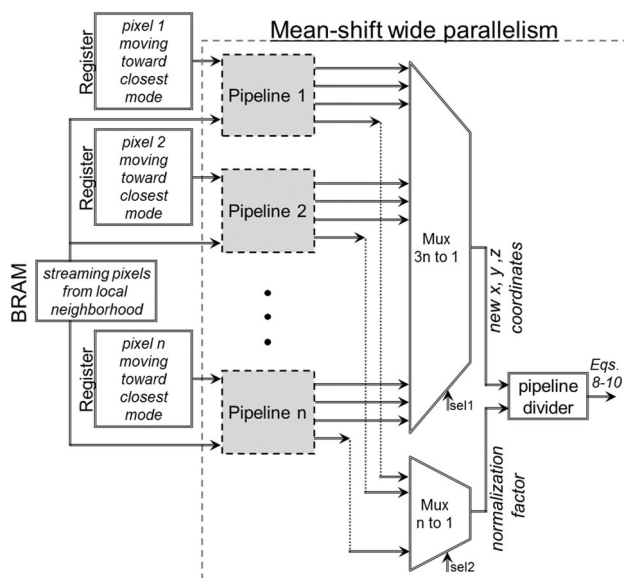 Mean-shift wide parallelism
Register
pixel 1
moving
toward
closest
mode
Pipeline 1
Register
pixel 2
moving
toward
closest
mode
Pipeline 2
BRAM
streaming pixels
from local
neighborhood
Register
pixel n
moving
toward
closest
mode
Pipeline n
Mux
3n to 1
sel1
new x, y ,z
coordinates
Mux
n to 1
sel2
normalization
factor
pipeline
divider
Eqs.
8-10